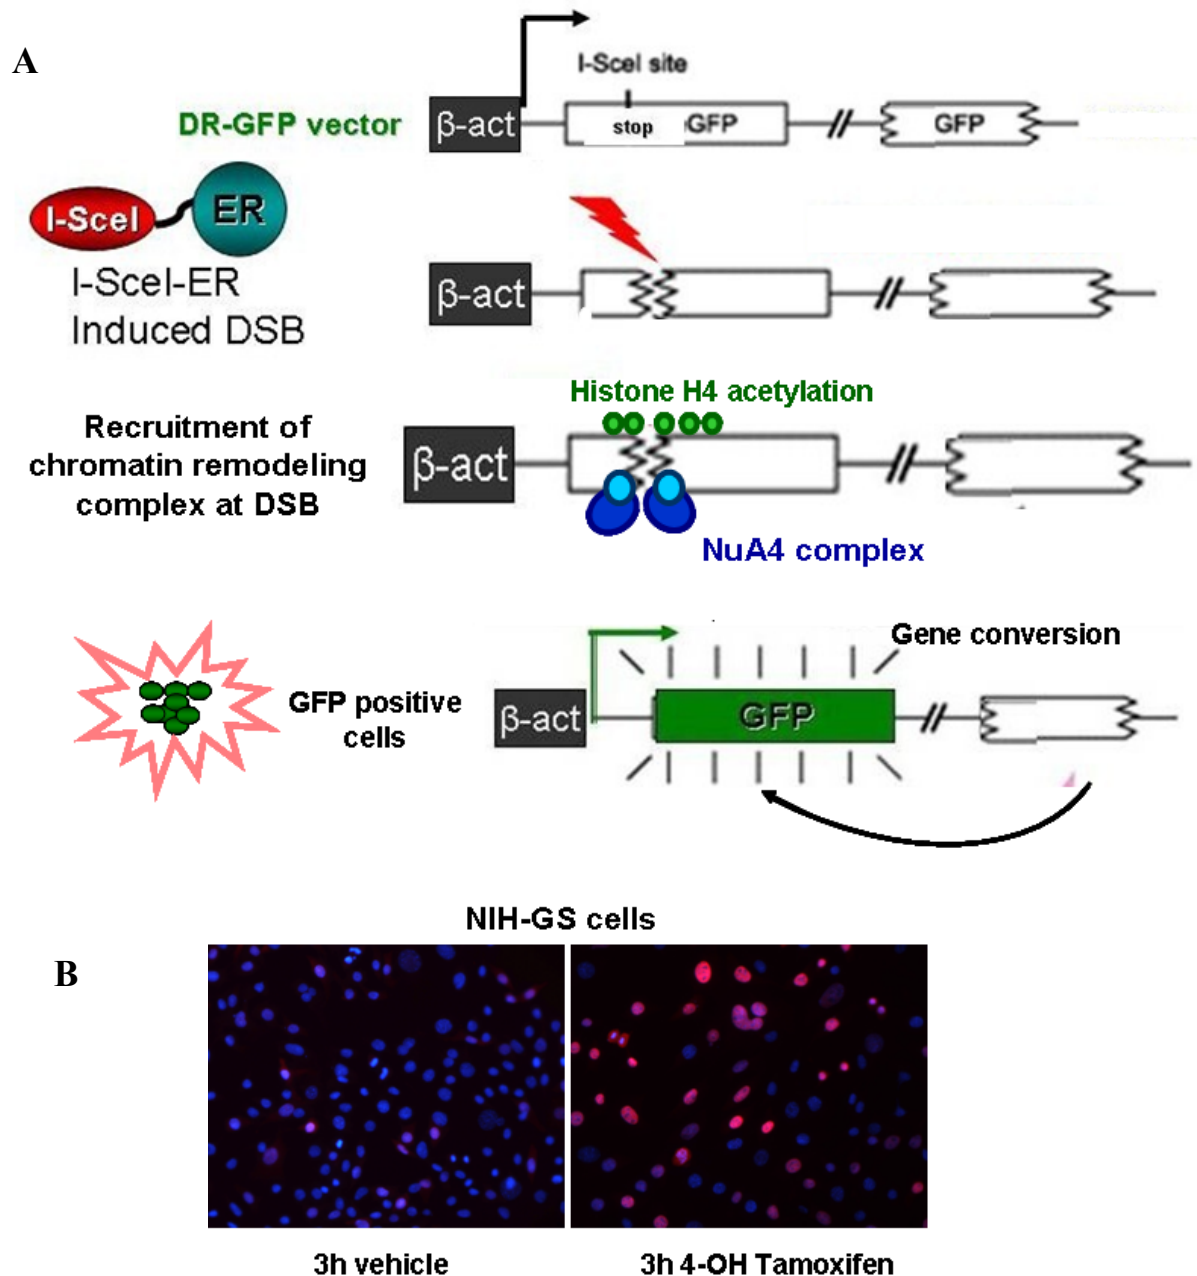 A
I-SceI site
DR-GFP vector
β-act
stop
GFP
GFP
I-SceI
ER
I-SceI-ER
Induced DSB
β-act
Histone H4 acetylation
Recruitment of
chromatin remodeling
complex at DSB
β-act
NuA4 complex
Gene conversion
GFP positive
cells
β-act
GFP
NIH-GS cells
B
3h vehicle
3h 4-OH Tamoxifen